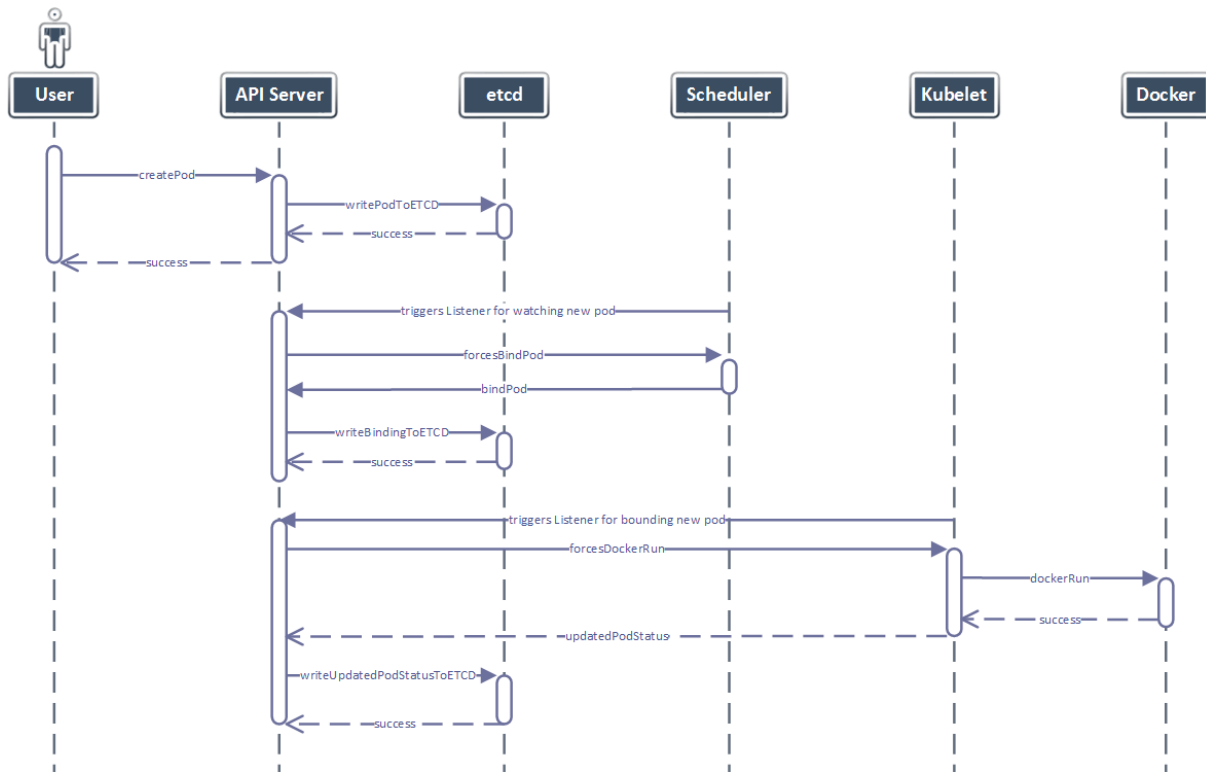 User
API Server
etcd
Scheduler
Kubelet
Docker
createPod
writePodToETCD
success
success
triggers Listener for watching new pod
forcesBindPod
bindPod
writeBindingToETCD
success
triggers Listener for bounding new pod
forcesDockerRun
dockerRun
success
updatedPodStatus
writeUpdatedPodStatusToETCD
success